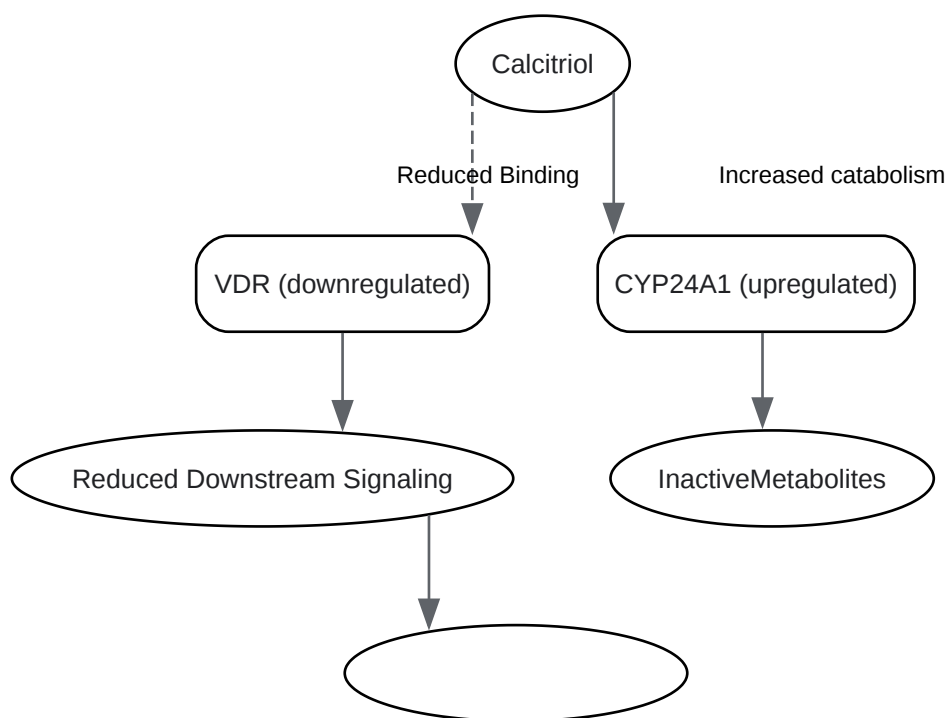 Calcitriol
Reduced Binding
Increased catabolism
VDR (downregulated)
CYP24A1 (upregulated)
Reduced Downstream Signaling
InactiveMetabolites